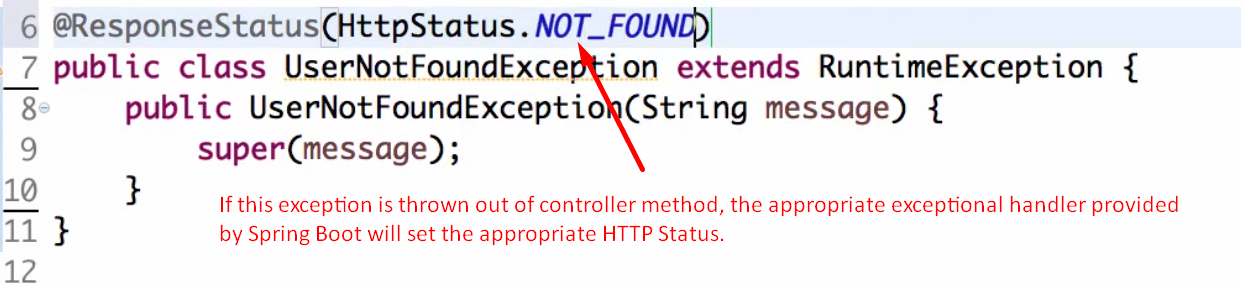 6 @ResponseStatus(HttpStatus.NOT_FOUND)
7 public class UserNotFoundException extends RuntimeException {
8 public UserNotFoundException(String message) {
9 super(message);
10 }
If this exception is thrown out of controller method, the appropriate exceptional handler provided
11 }
by Spring Boot will set the appropriate HTTP Status.
12